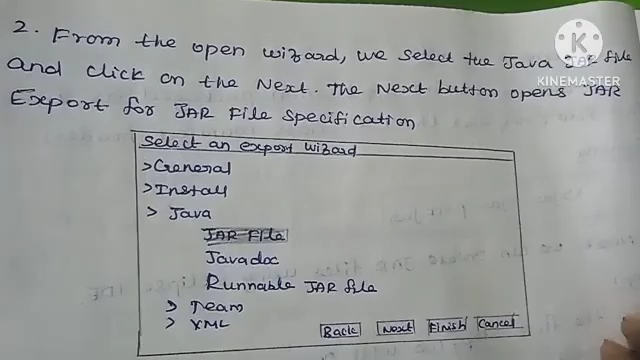 2. From the open wizard, we select the Java JAR file
and click on the Next. The Next button opens JAR
Export for JAR File specification
Select an export wizard
>General
>Install
> Java
JAR File
Javadoc
Runnable JAR file
> Team
> XML
Back Next Finish Cancel
KINEMASTER